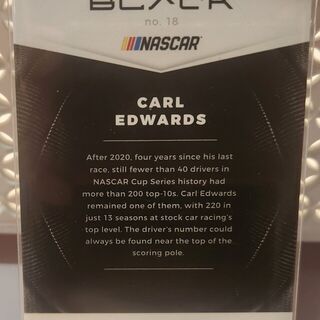 BLACK
no. 18
NASCAR
CARL
EDWARDS
After 2020, four years since his last
race, still fewer than 40 drivers in
NASCAR Cup Series history had
more than 200 top-10s. Carl Edwards
remained one of them, with 220 in
just 13 seasons at stock car racing's
top level. The driver's number could
always be found near the top of the
scoring pole.